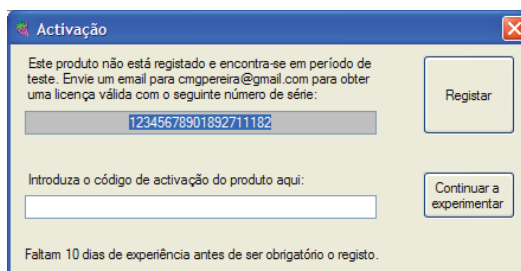 Activação
Este produto não está registado e encontra-se em período de
teste. Envie um email para cmgpereira@gmail.com para obter
uma licença válida com o seguinte número de série:
Registar
12345678901892711182
Introduza o código de activação do produto aqui:
Continuar a
experimentar
Faltam 10 dias de experiência antes de ser obrigatório o registo.